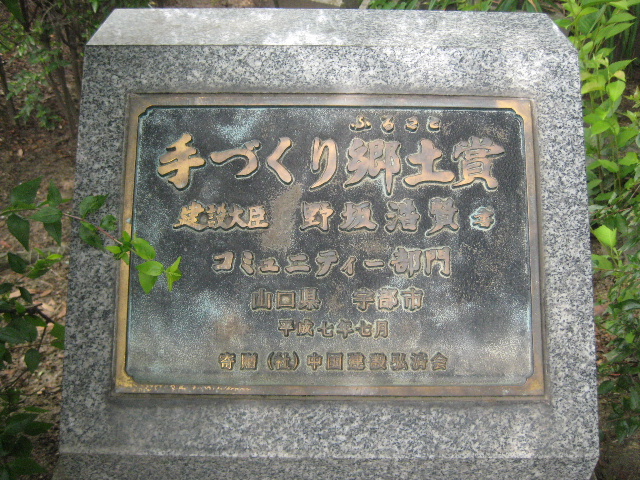 ふるさと
手づくり郷土賞
建設大臣 野坂浩賢 書
コミュニティー部門
山口県 宇部市
平成七年七月
寄贈 (社)中国建設弘済会